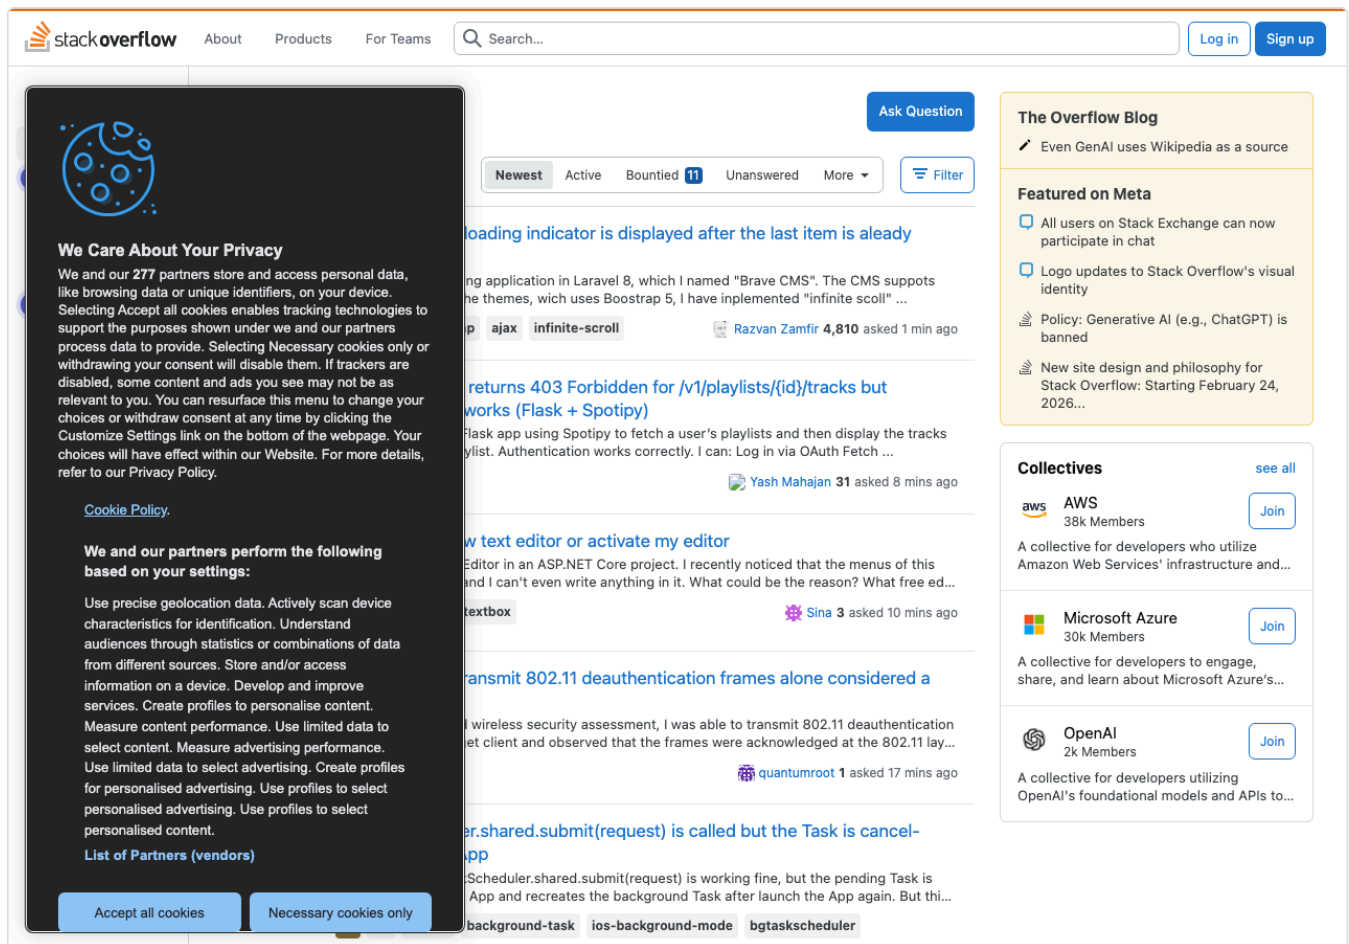 stackoverflow
About
Products
For Teams
Search...
Log in
Sign up
We Care About Your Privacy
We and our 277 partners store and access personal data,
like browsing data or unique identifiers, on your device.
Selecting Accept all cookies enables tracking technologies to
support the purposes shown under we and our partners
process data to provide. Selecting Necessary cookies only or
withdrawing your consent will disable them. If trackers are
disabled, some content and ads you see may not be as
relevant to you. You can resurface this menu to change your
choices or withdraw consent at any time by clicking the
Customize Settings link on the bottom of the webpage. Your
choices will have effect within our Website. For more details,
refer to our Privacy Policy.
Cookie Policy.
We and our partners perform the following
based on your settings:
Use precise geolocation data. Actively scan device
characteristics for identification. Understand
audiences through statistics or combinations of data
from different sources. Store and/or access
information on a device. Develop and improve
services. Create profiles to personalise content.
Measure content performance. Use limited data to
select content. Measure advertising performance.
Use limited data to select advertising. Create profiles
for personalised advertising. Use profiles to select
personalised advertising. Use profiles to select
personalised content.
List of Partners (vendors)
Accept all cookies
Necessary cookies only
Ask Question
Newest
Active
Bountied 11
Unanswered
More
Filter
loading indicator is displayed after the last item is aleady
ng application in Laravel 8, which I named "Brave CMS". The CMS suppots
he themes, wich uses Boostrap 5, I have inplemented "infinite scoll" ...
ajax
infinite-scroll
Razvan Zamfir 4,810 asked 1 min ago
returns 403 Forbidden for /v1/playlists/{id}/tracks but
works (Flask + Spotipy)
Flask app using Spotipy to fetch a user's playlists and then display the tracks
ylist. Authentication works correctly. I can: Log in via OAuth Fetch ...
Yash Mahajan 31 asked 8 mins ago
w text editor or activate my editor
Editor in an ASP.NET Core project. I recently noticed that the menus of this
and I can't even write anything in it. What could be the reason? What free ed...
textbox
Sina 3 asked 10 mins ago
ransmit 802.11 deauthentication frames alone considered a
wireless security assessment, I was able to transmit 802.11 deauthentication
get client and observed that the frames were acknowledged at the 802.11 lay...
quantumroot 1 asked 17 mins ago
er.shared.submit(request) is called but the Task is cancel-
App
Scheduler.shared.submit(request) is working fine, but the pending Task is
App and recreates the background Task after launch the App again. But thi...
background-task
ios-background-mode
bgtaskscheduler
The Overflow Blog
Even GenAI uses Wikipedia as a source
Featured on Meta
All users on Stack Exchange can now
participate in chat
Logo updates to Stack Overflow's visual
identity
Policy: Generative AI (e.g., ChatGPT) is
banned
New site design and philosophy for
Stack Overflow: Starting February 24,
2026...
Collectives
see all
aws
AWS
38k Members
Join
A collective for developers who utilize
Amazon Web Services' infrastructure and...
Microsoft Azure
30k Members
Join
A collective for developers to engage,
share, and learn about Microsoft Azure's...
OpenAI
2k Members
Join
A collective for developers utilizing
OpenAI's foundational models and APIs to...